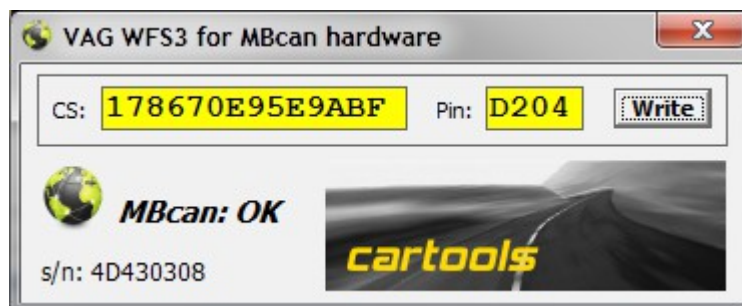 VAG WFS3 for MBcan hardware
CS: 178670E95E9ABF Pin: D204 Write
MBcan: OK
s/n: 4D430308
cartools